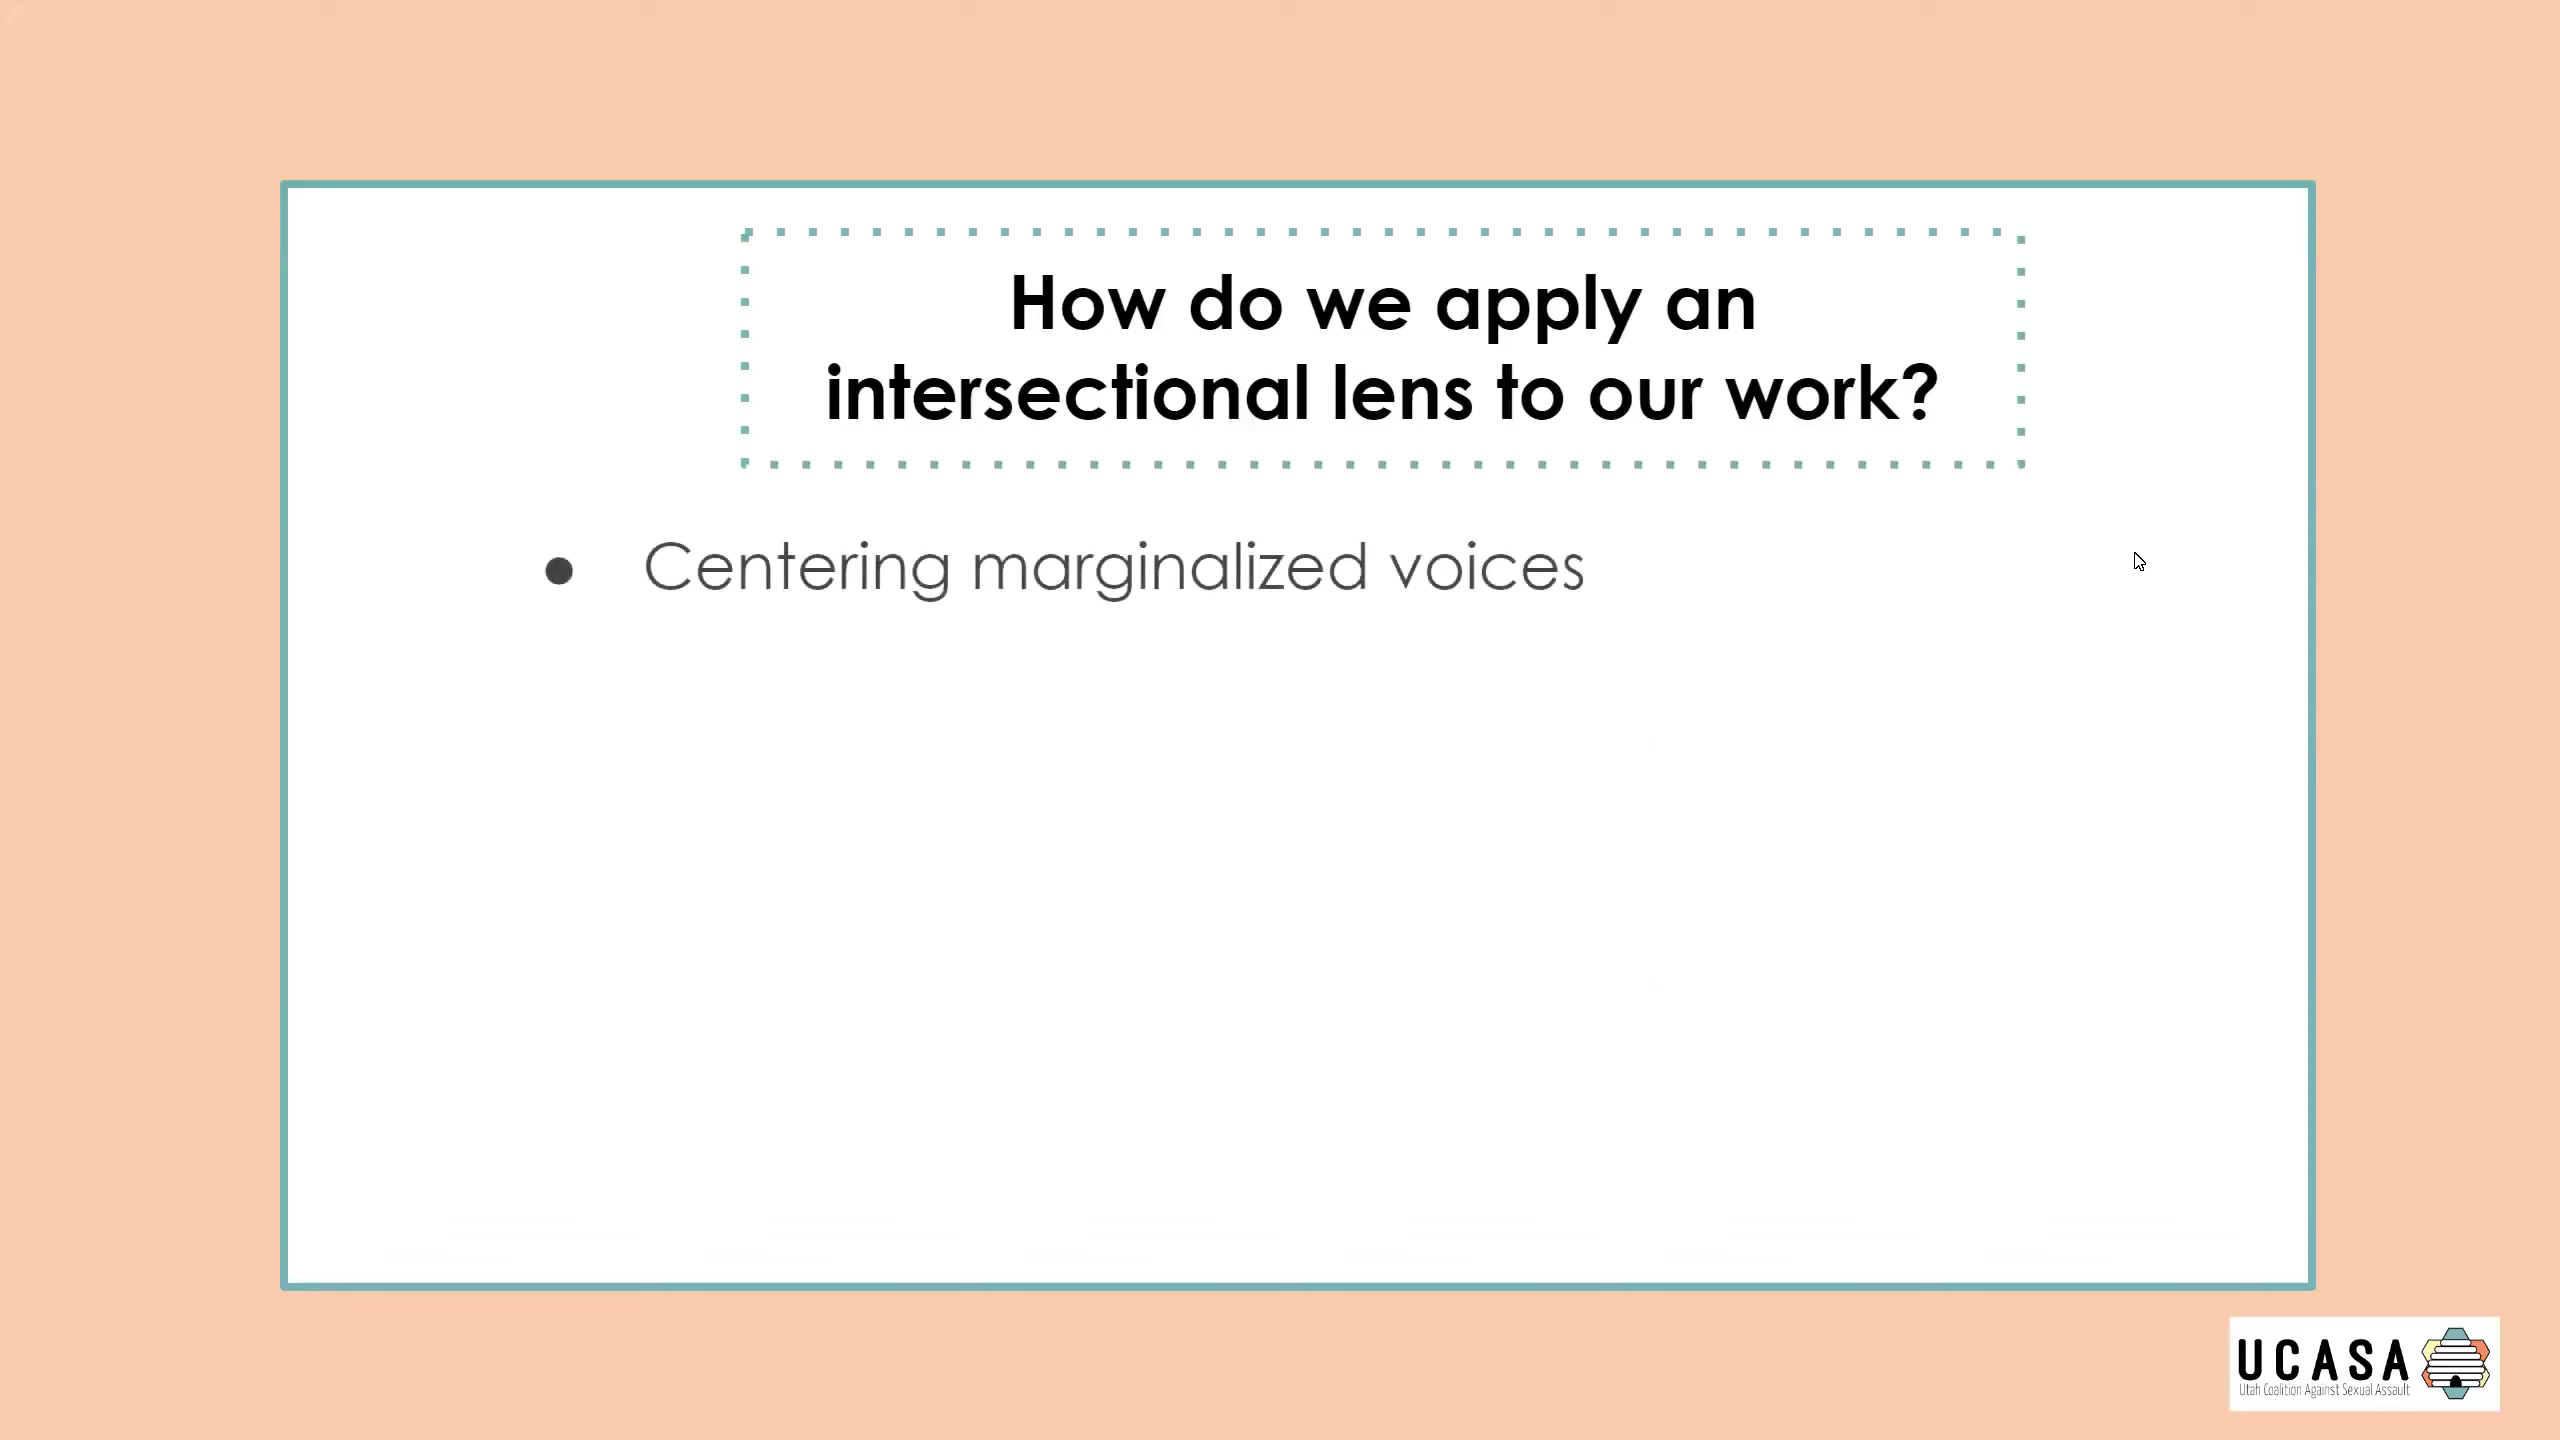 How do we apply an
intersectional lens to our work?
● Centering marginalized voices
UCASA
Utah Coalition Against Sexual Assault